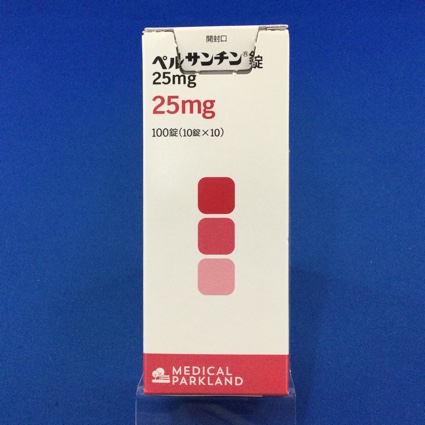 開封口
ペルサンチン®錠
25mg
25mg
100錠(10錠×10)
MEDICAL
PARKLAND